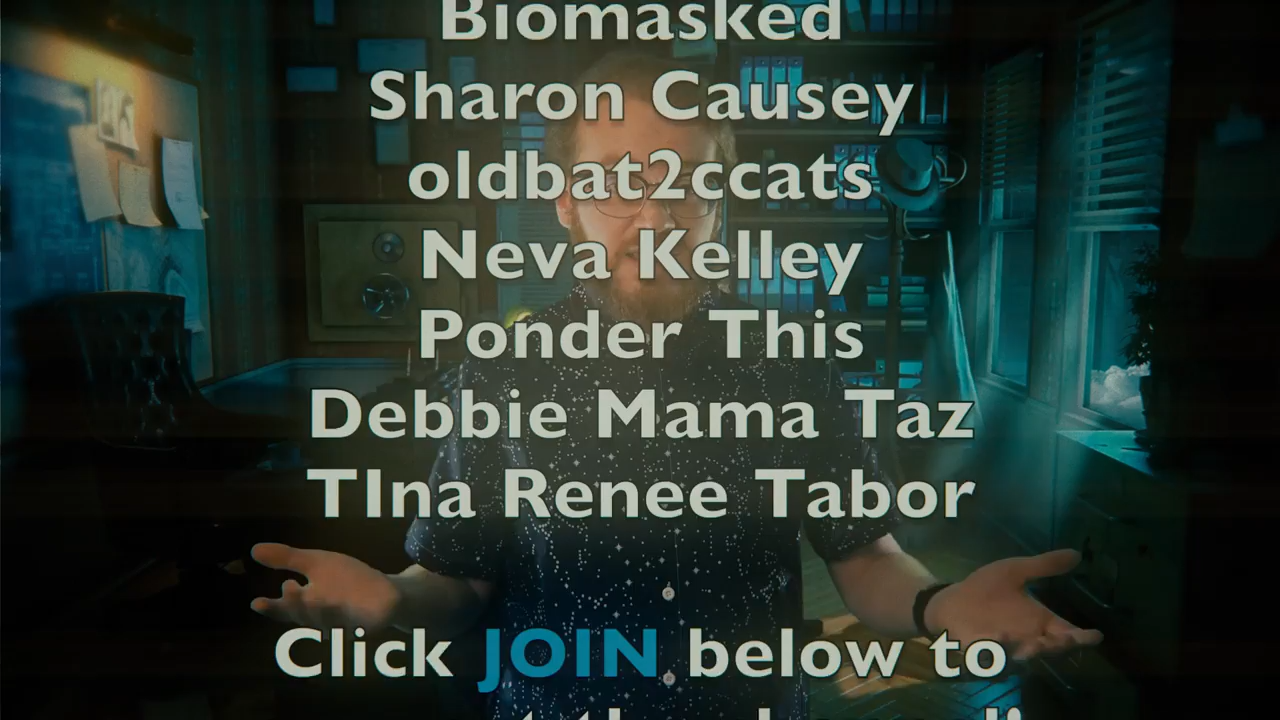 Biomasked
Sharon Causey
oldbat2ccats
Neva Kelley
Ponder This
Debbie Mama Taz
TIna Renee Tabor
Click JOIN below to